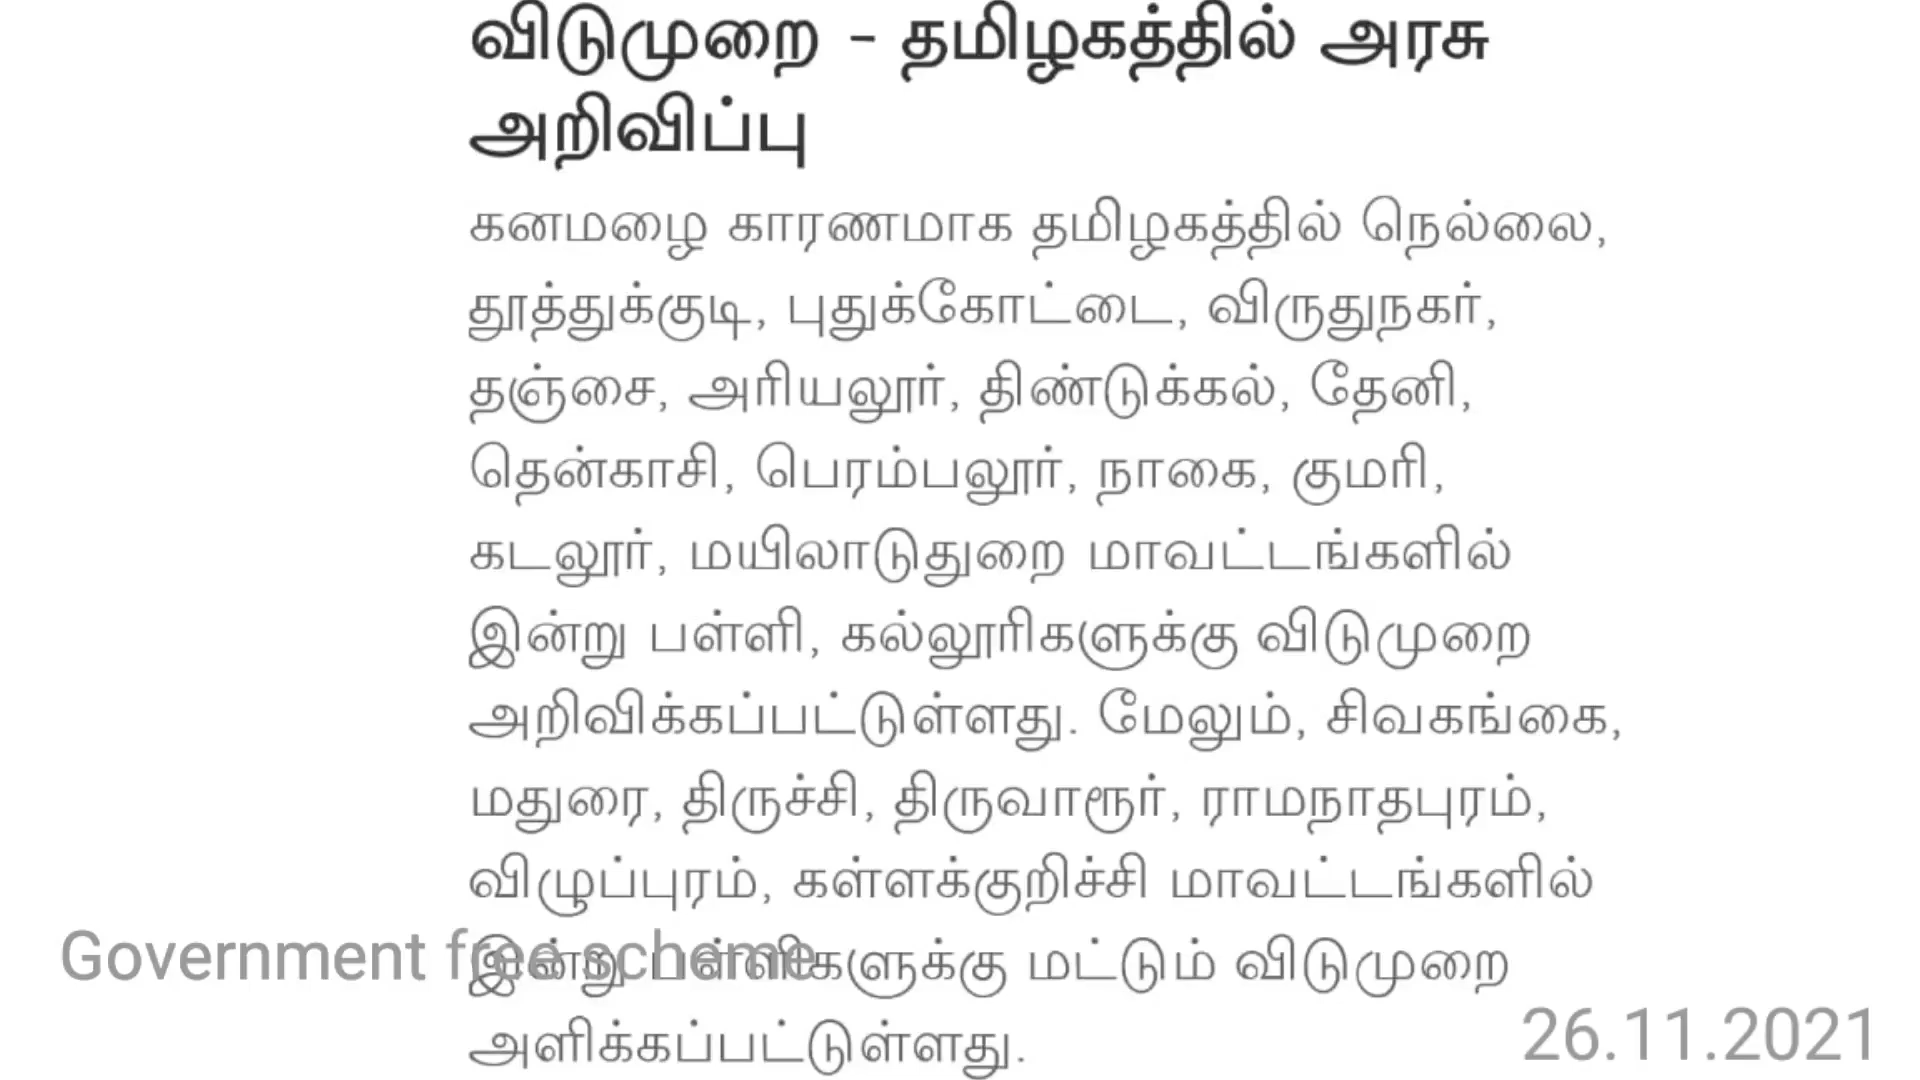 விடுமுறை - தமிழகத்தில் அரசு
அறிவிப்பு
கனமழை காரணமாக தமிழகத்தில் நெல்லை,
தூத்துக்குடி, புதுக்கோட்டை, விருதுநகர்,
தஞ்சை, அரியலூர், திண்டுக்கல், தேனி,
தென்காசி, பெரம்பலூர், நாகை, குமரி,
கடலூர், மயிலாடுதுறை மாவட்டங்களில்
இன்று பள்ளி, கல்லூரிகளுக்கு விடுமுறை
அறிவிக்கப்பட்டுள்ளது. மேலும், சிவகங்கை,
மதுரை, திருச்சி, திருவாரூர், ராமநாதபுரம்,
விழுப்புரம், கள்ளக்குறிச்சி மாவட்டங்களில்
இன்று பள்ளிகளுக்கு மட்டும் விடுமுறை
Government free scheme
அளிக்கப்பட்டுள்ளது.
26.11.2021